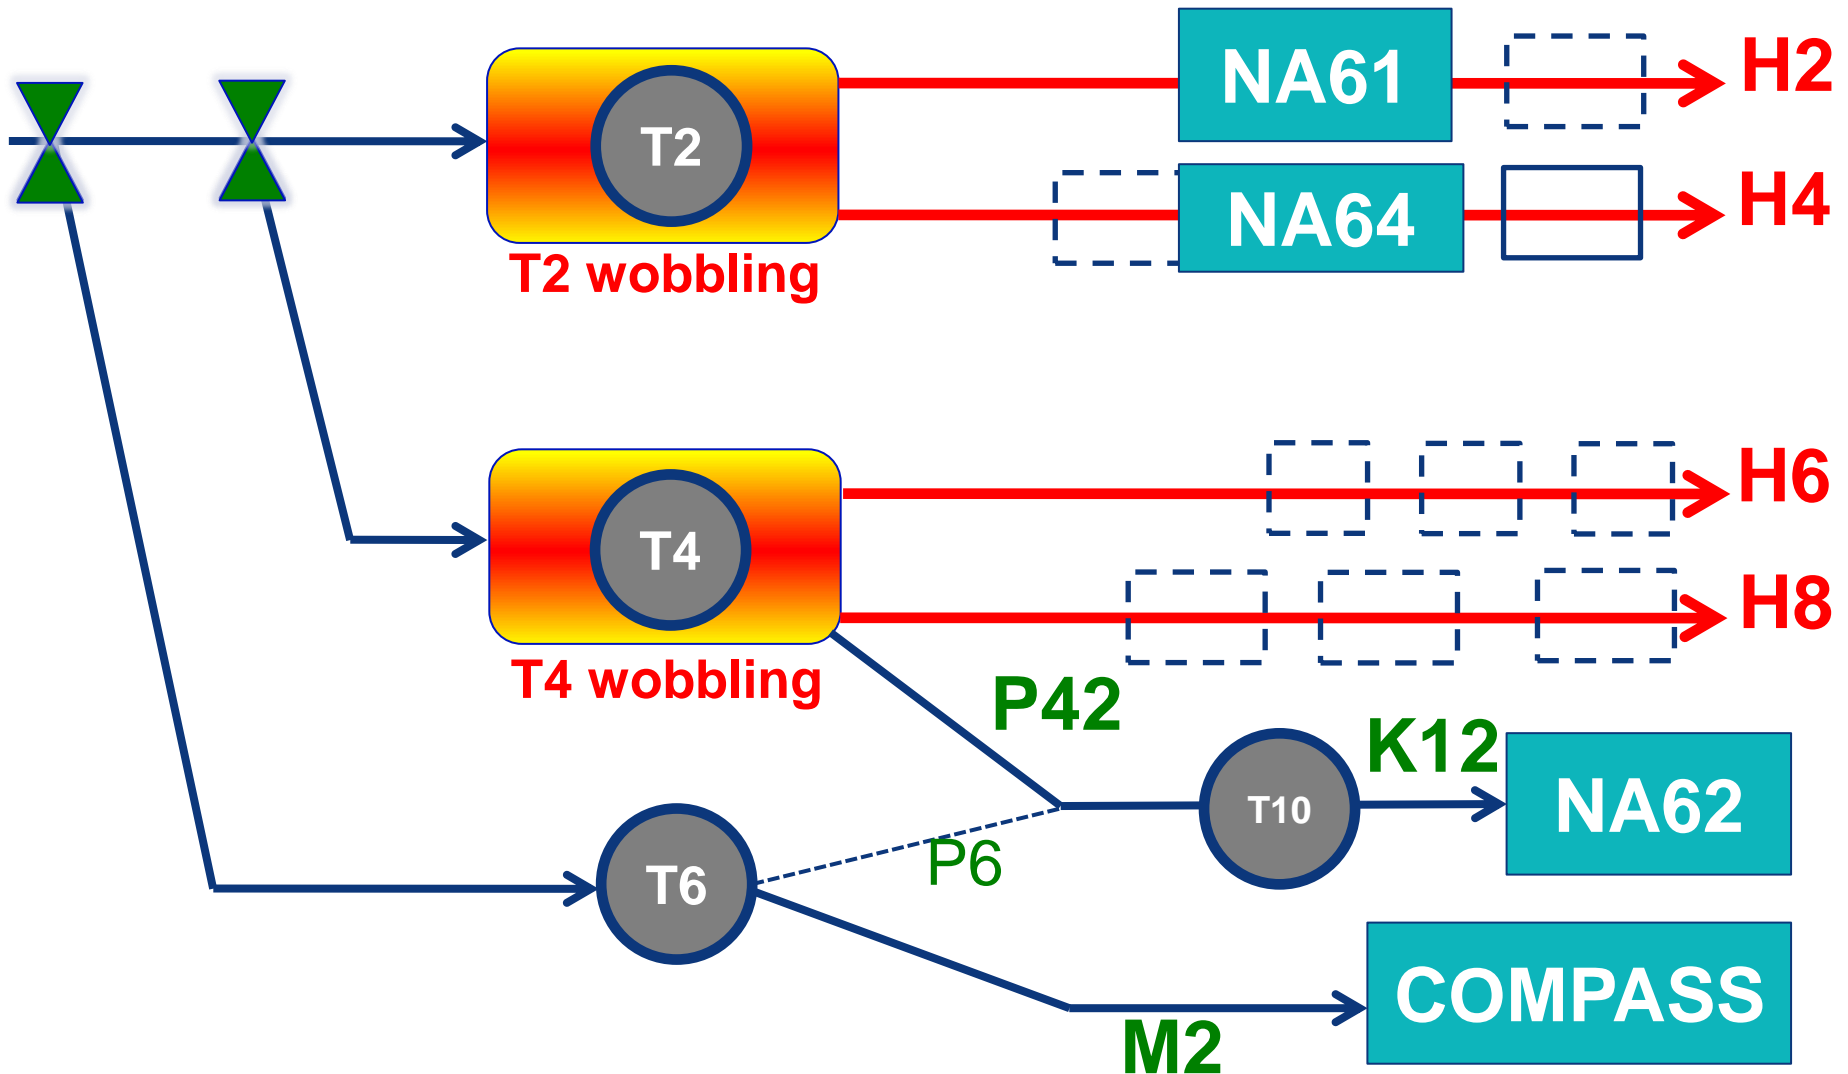 NA61
H2
T2
NA64
H4
T2 wobbling
H6
T4
H8
T4 wobbling
P42
K12
T10
NA62
P6
T6
COMPASS
M2